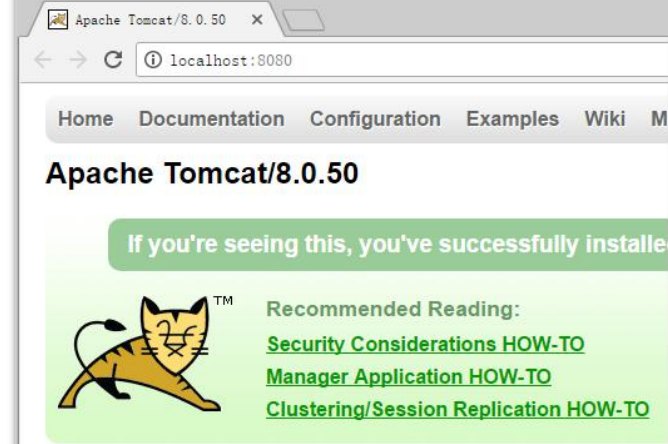 Apache Tomcat/8.0.50
localhost:8080
Home Documentation Configuration Examples Wiki M
Apache Tomcat/8.0.50
If you're seeing this, you've successfully installe
TM
Recommended Reading:
Security Considerations HOW-TO
Manager Application HOW-TO
Clustering/Session Replication HOW-TO